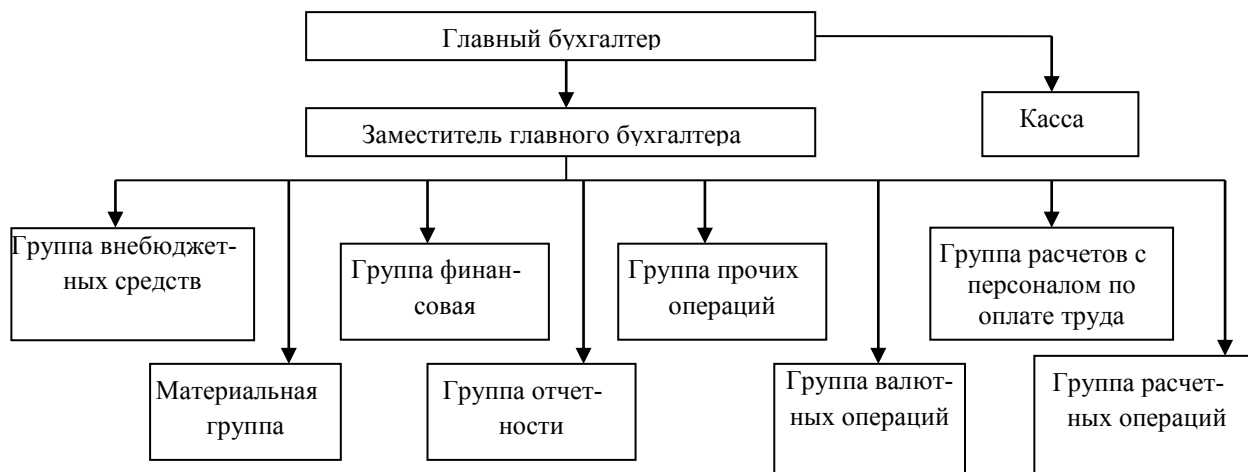 Главный бухгалтер
Касса
Заместитель главного бухгалтера
Группа внебюджет-
ных средств
Группа финан-
совая
Группа прочих
операций
Группа расчетов с
персоналом по
оплате труда
Материальная
группа
Группа отчет-
ности
Группа валют-
ных операций
Группа расчет-
ных операций